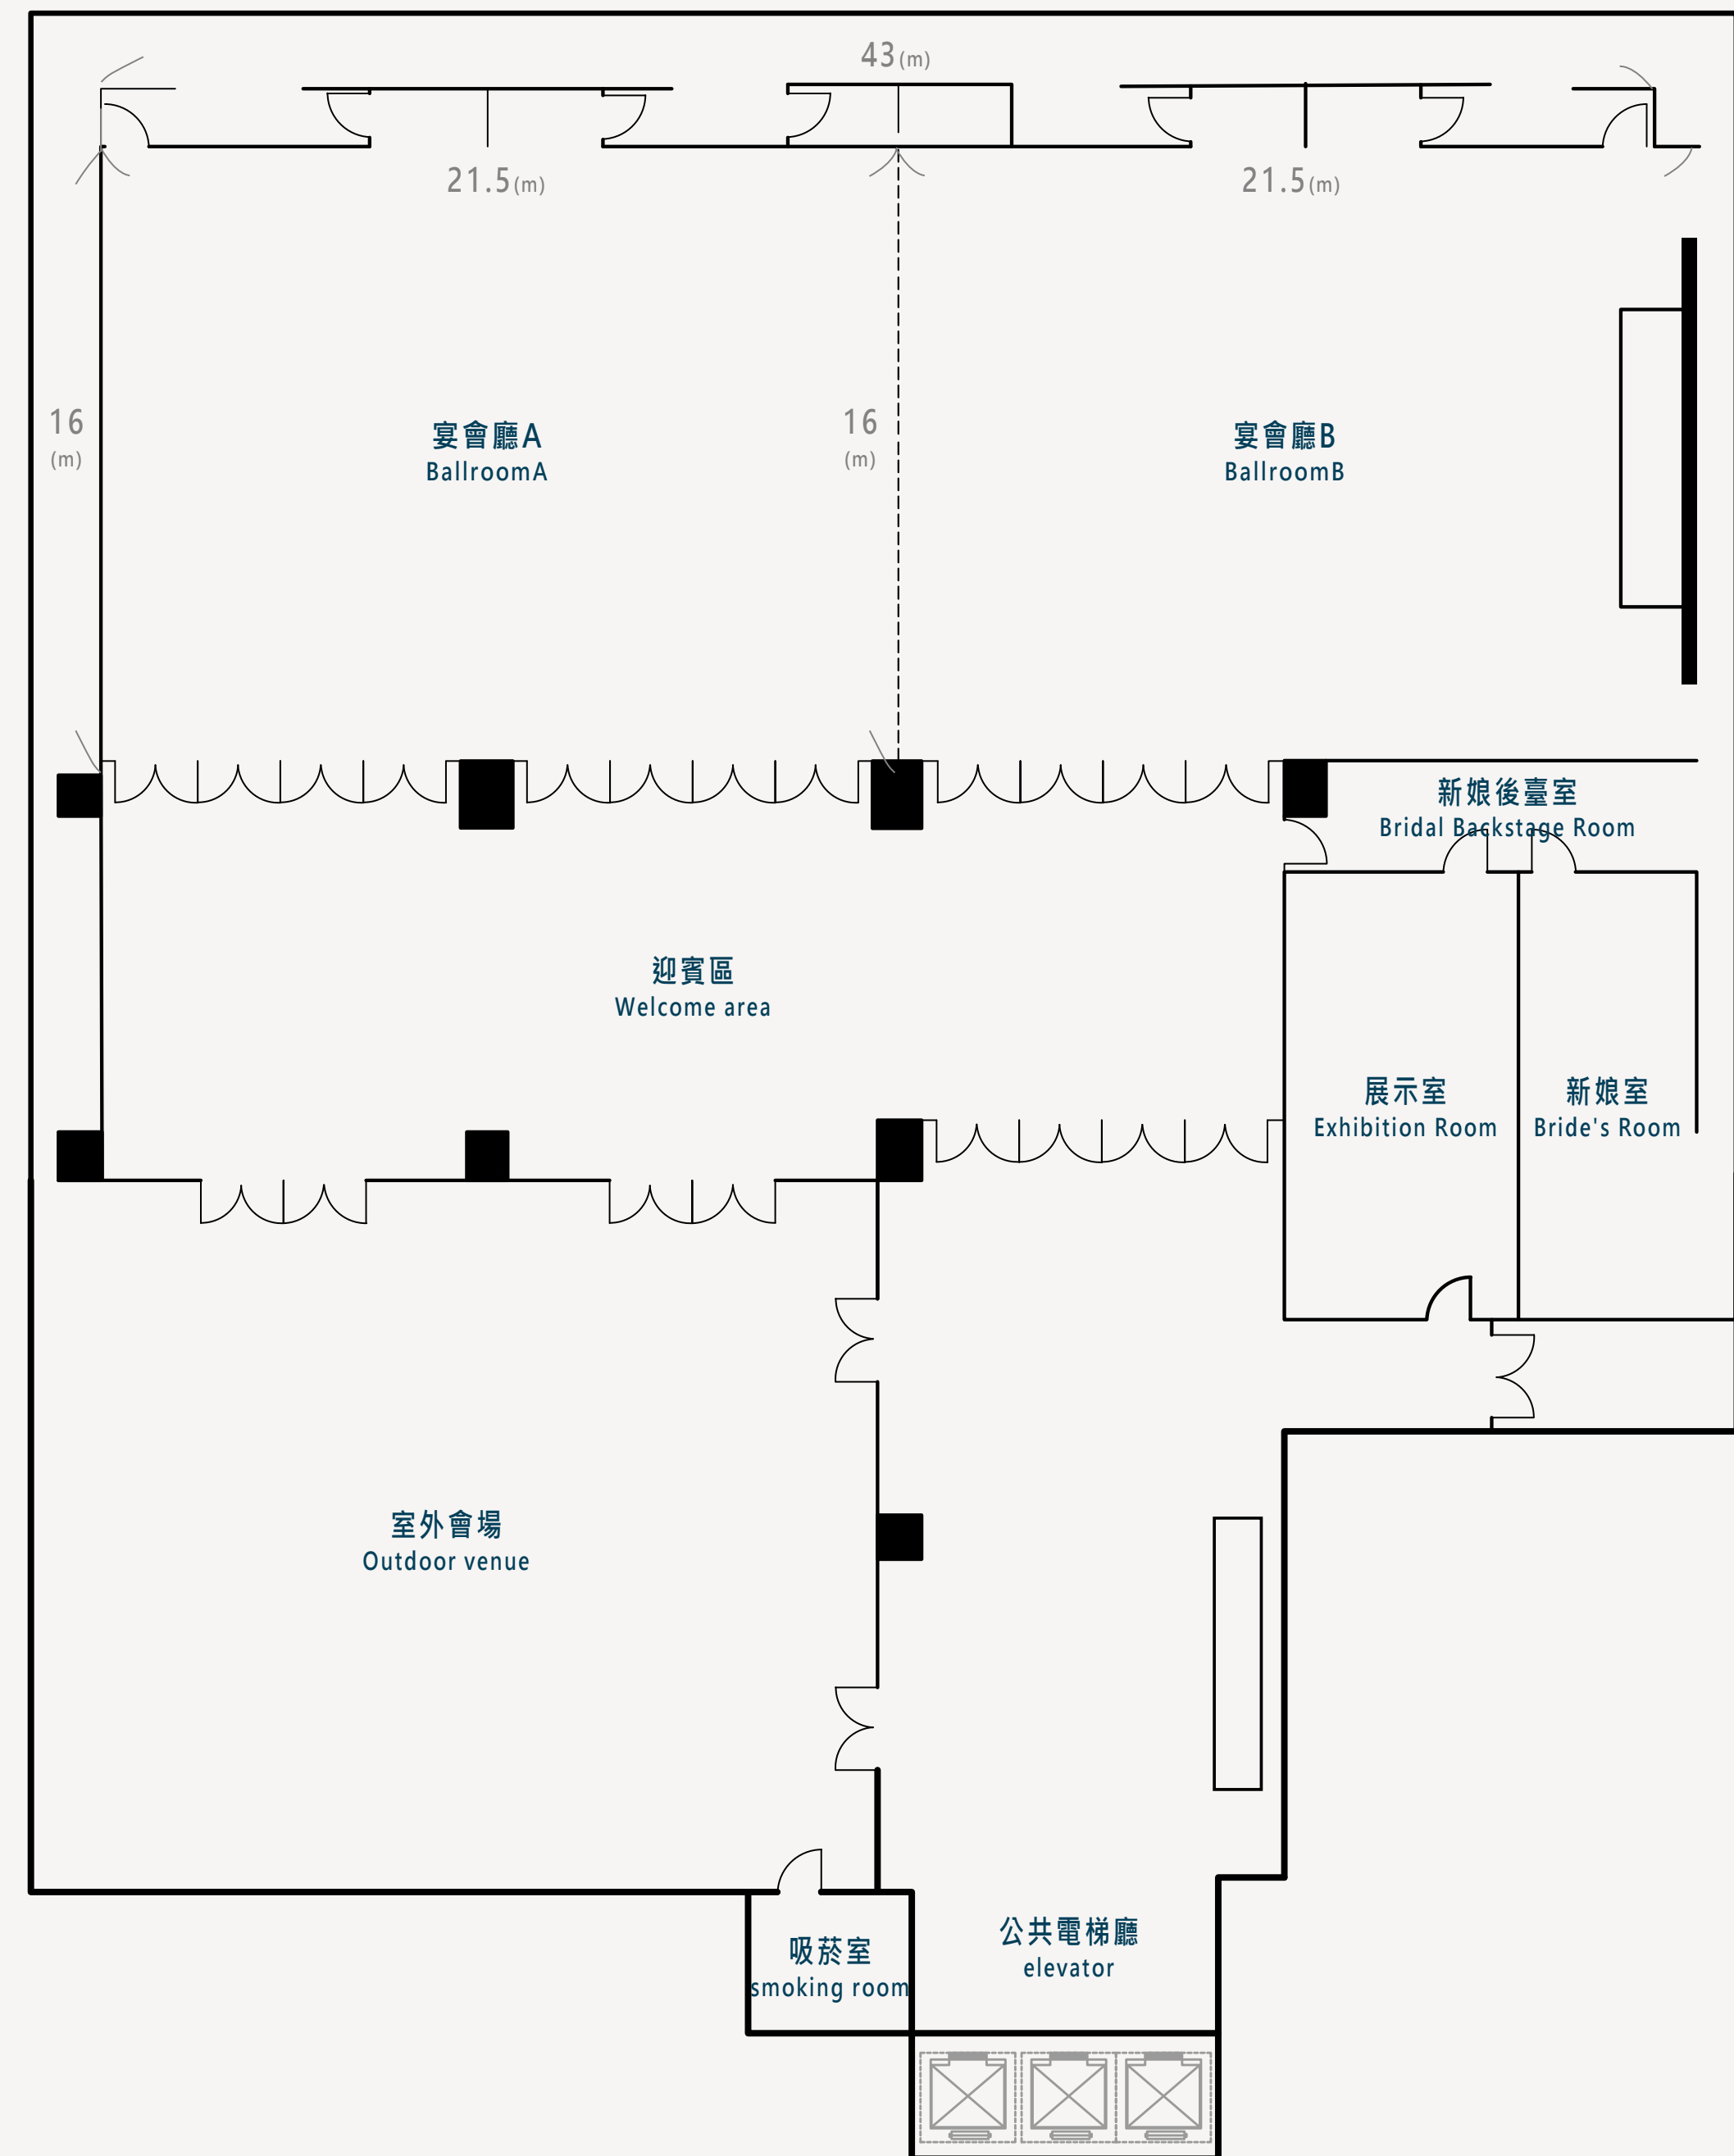 43(m)
21.5(m)
21.5(m)
16
(m)
16
(m)
宴會廳A
BallroomA
宴會廳B
BallroomB
新娘後臺室
Bridal Backstage Room
迎賓區
Welcome area
展示室
Exhibition Room
新娘室
Bride's Room
室外會場
Outdoor venue
吸菸室
smoking room
公共電梯廳
elevator